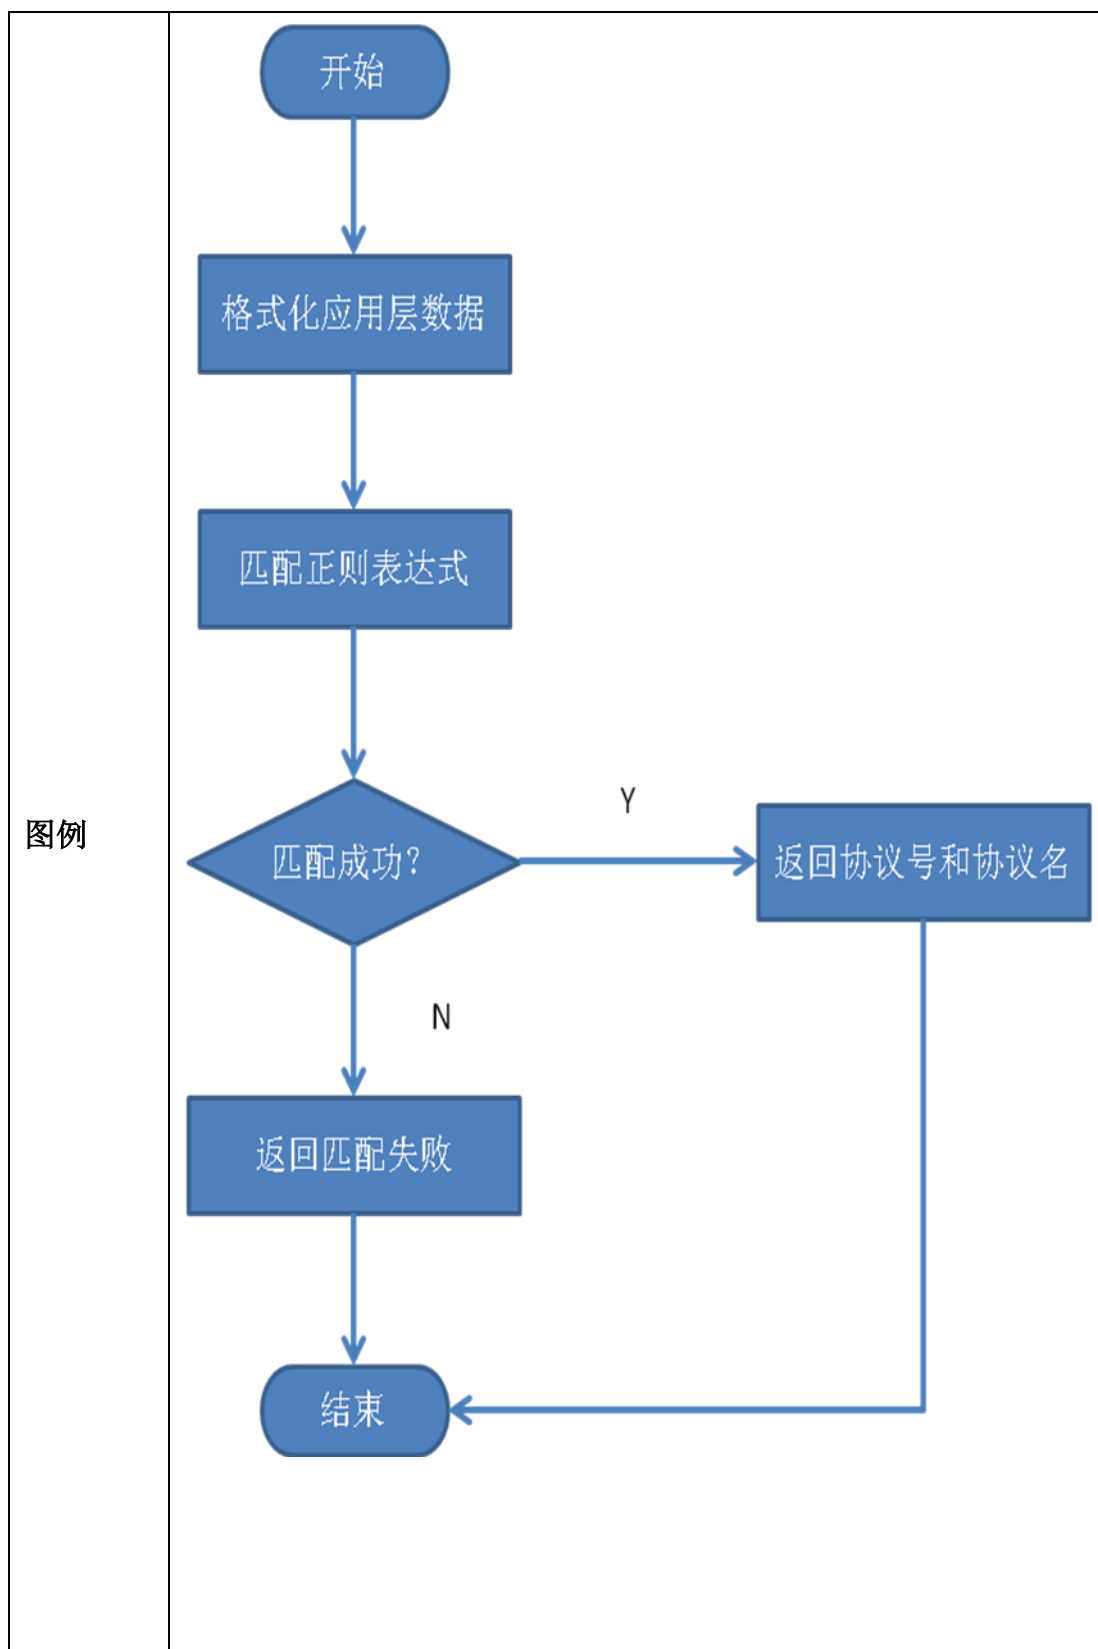 开始
格式化应用层数据
匹配正则表达式
Y
图例
匹配成功?
返回协议号和协议名
N
返回匹配失败
结束